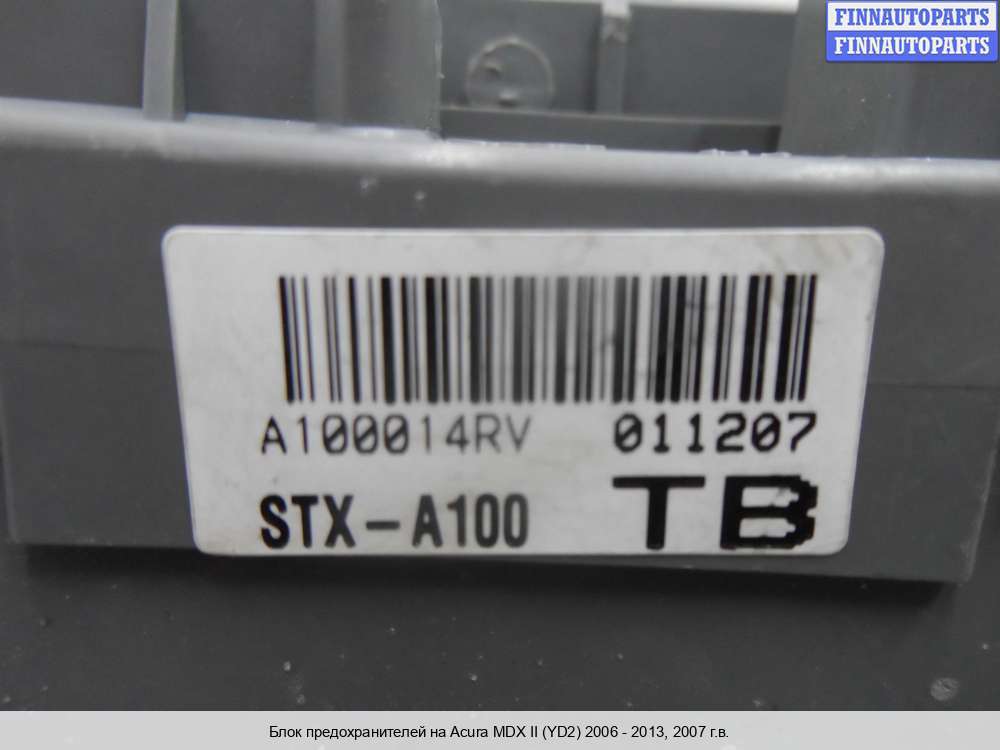 FINNAUTOPARTS
FINNAUTOPARTS
A100014RV 011207
STX-A100 TB
Блок предохранителей на Acura MDX II (YD2) 2006 - 2013, 2007 г.в.